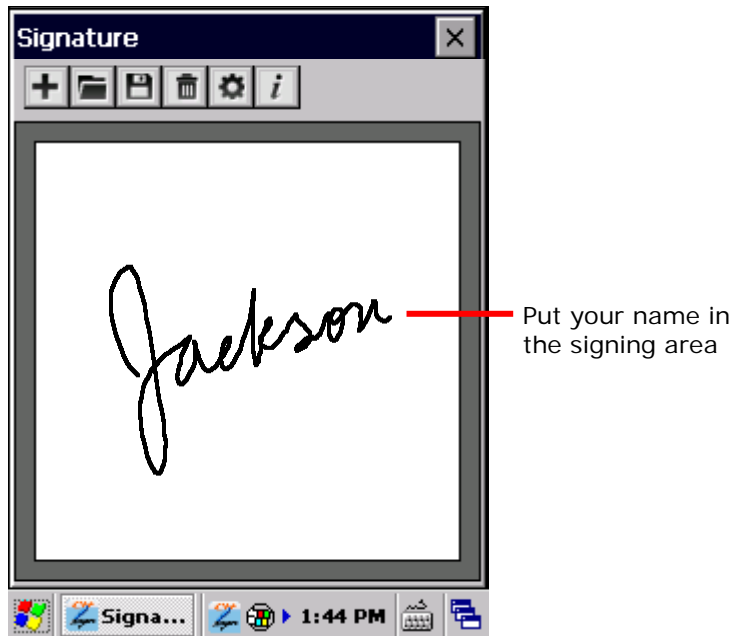 Signature
i
Jackson
Put your name in
the signing area
Signa...
1:44 PM